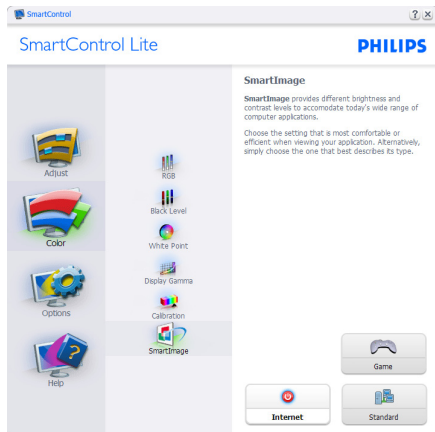 SmartControl
? x
SmartControl Lite
PHILIPS
Adjust
Color
Options
Help
RGB
Black Level
White Point
Display Gamma
Calibration
SmartImage
SmartImage
SmartImage provides different brightness and
contrast levels to accomodate today's wide range of
computer applications.
Choose the setting that is most comfortable or
efficient when viewing your application. Alternatively,
simply choose the one that best describes its type.
Game
Internet
Standard